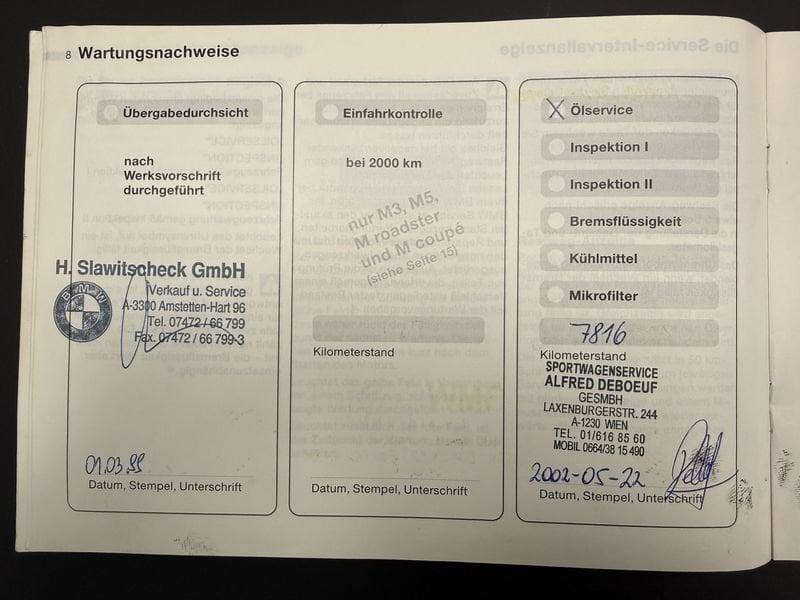 8 Wartungsnachweise
Übergabedurchsicht
nach
Werksvorschrift
durchgeführt
H. Slawitscheck GmbH
BMW
Verkauf u. Service
A-3300 Amstetten-Hart 96
Tel. 07472 / 66 799
Fax. 07472 / 66 799-3
01.03.99
Datum, Stempel, Unterschrift
Einfahrkontrolle
bei 2000 km
nur M3, M5,
M roadster
und M coupé
(siehe Seite 15)
Kilometerstand
Datum, Stempel, Unterschrift
X Ölservice
Inspektion I
Inspektion II
Bremsflüssigkeit
Kühlmittel
Mikrofilter
7816
Kilometerstand
SPORTWAGENSERVICE
ALFRED DEBOEUF
GESMBH
LAXENBURGERSTR. 244
A-1230 WIEN
TEL. 01/616 85 60
MOBIL 0664/38 15 490
2002-05-22
Datum, Stempel, Unterschrift